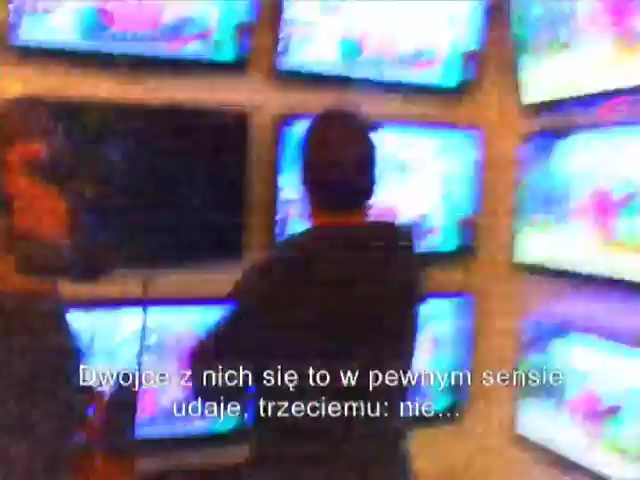 Dwojce z nich się to w pewnym sensie
udaje, trzeciemu: nie...